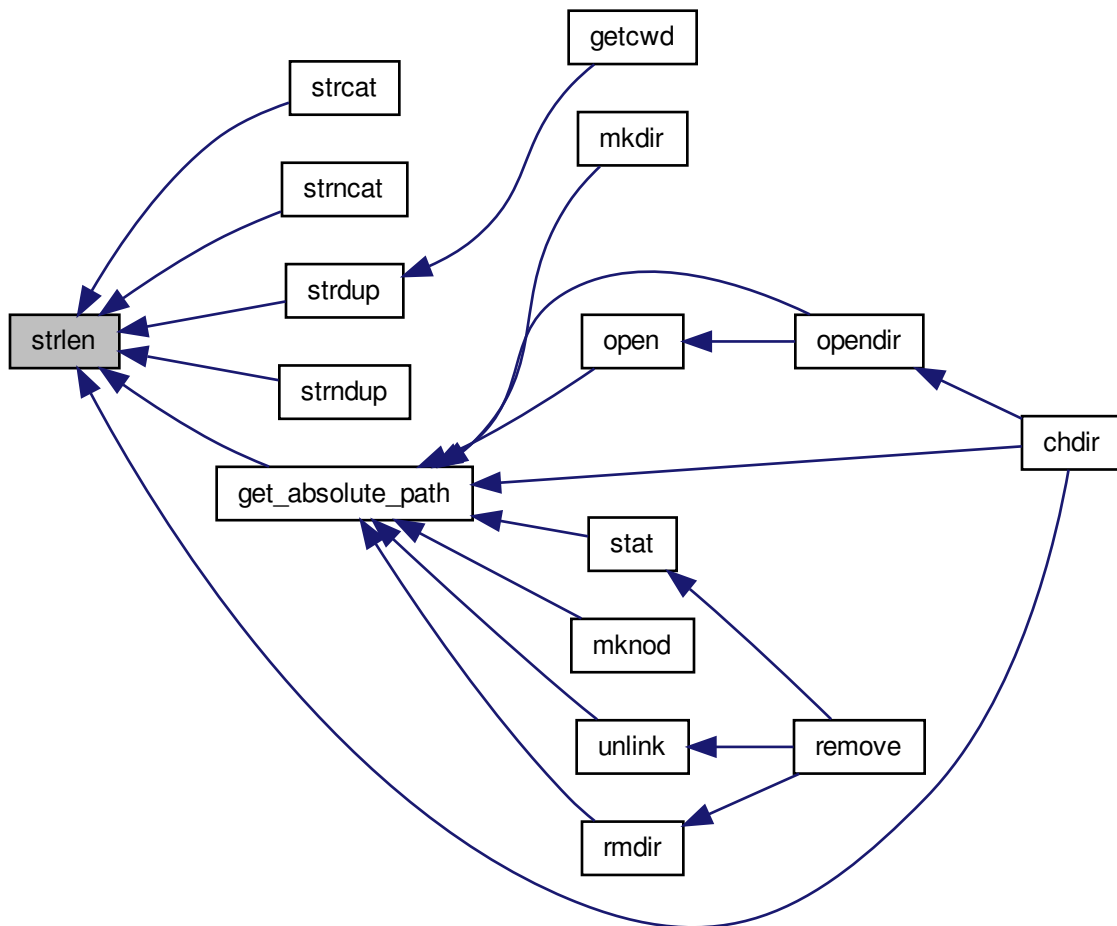 getcwd
strcat
mkdir
strncat
strdup
strlen
open
opendir
strndup
chdir
get_absolute_path
stat
mknod
unlink
remove
rmdir